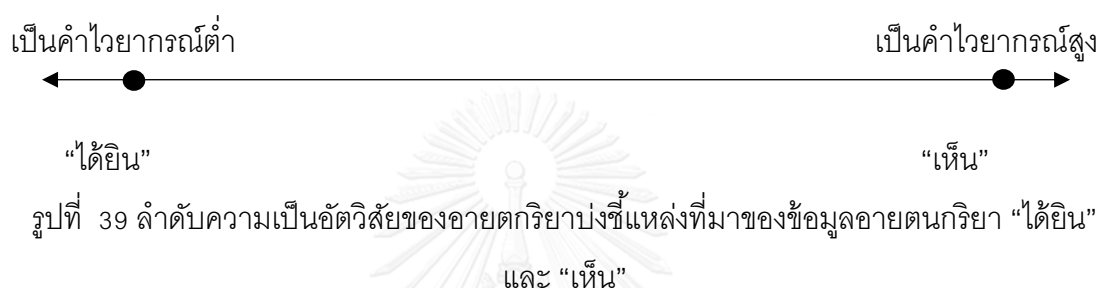 เป็นคำไวยากรณ์ต่ำ เป็นคำไวยากรณ์สูง
“ได้ยิน” “เห็น”
รูปที่ 39 ลำดับความเป็นอัตวิสัยของอายตกริยาบ่งชี้แหล่งที่มาของข้อมูลอายตนกริยา “ได้ยิน”
และ “เห็น”